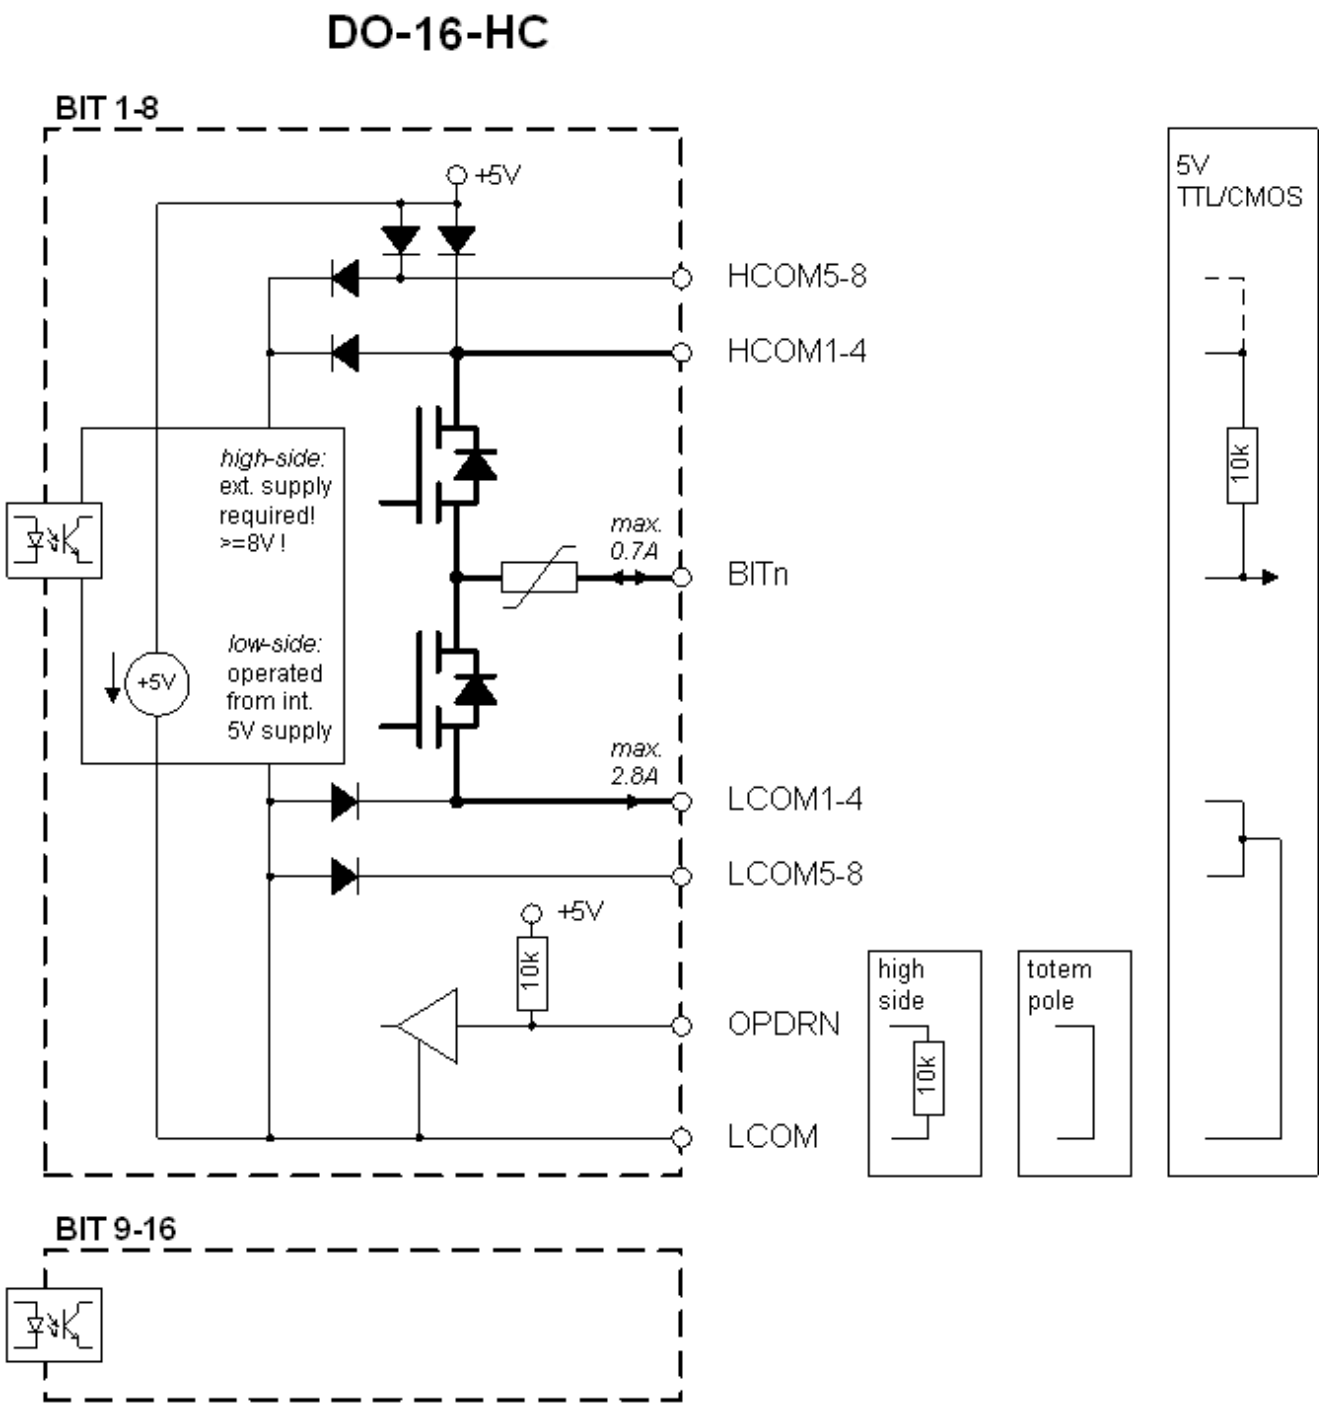 DO-16-HC
BIT 1-8
+5V
5V
TTL/CMOS
HCOM5-8
HCOM1-4
high-side:
ext. supply
required!
>=8V !
10k
max.
0.7A
BITn
low-side:
operated
from int.
5V supply
+5V
max.
2.8A
LCOM1-4
LCOM5-8
+5V
10k
high
side
totem
pole
OPDRN
10k
LCOM
BIT 9-16